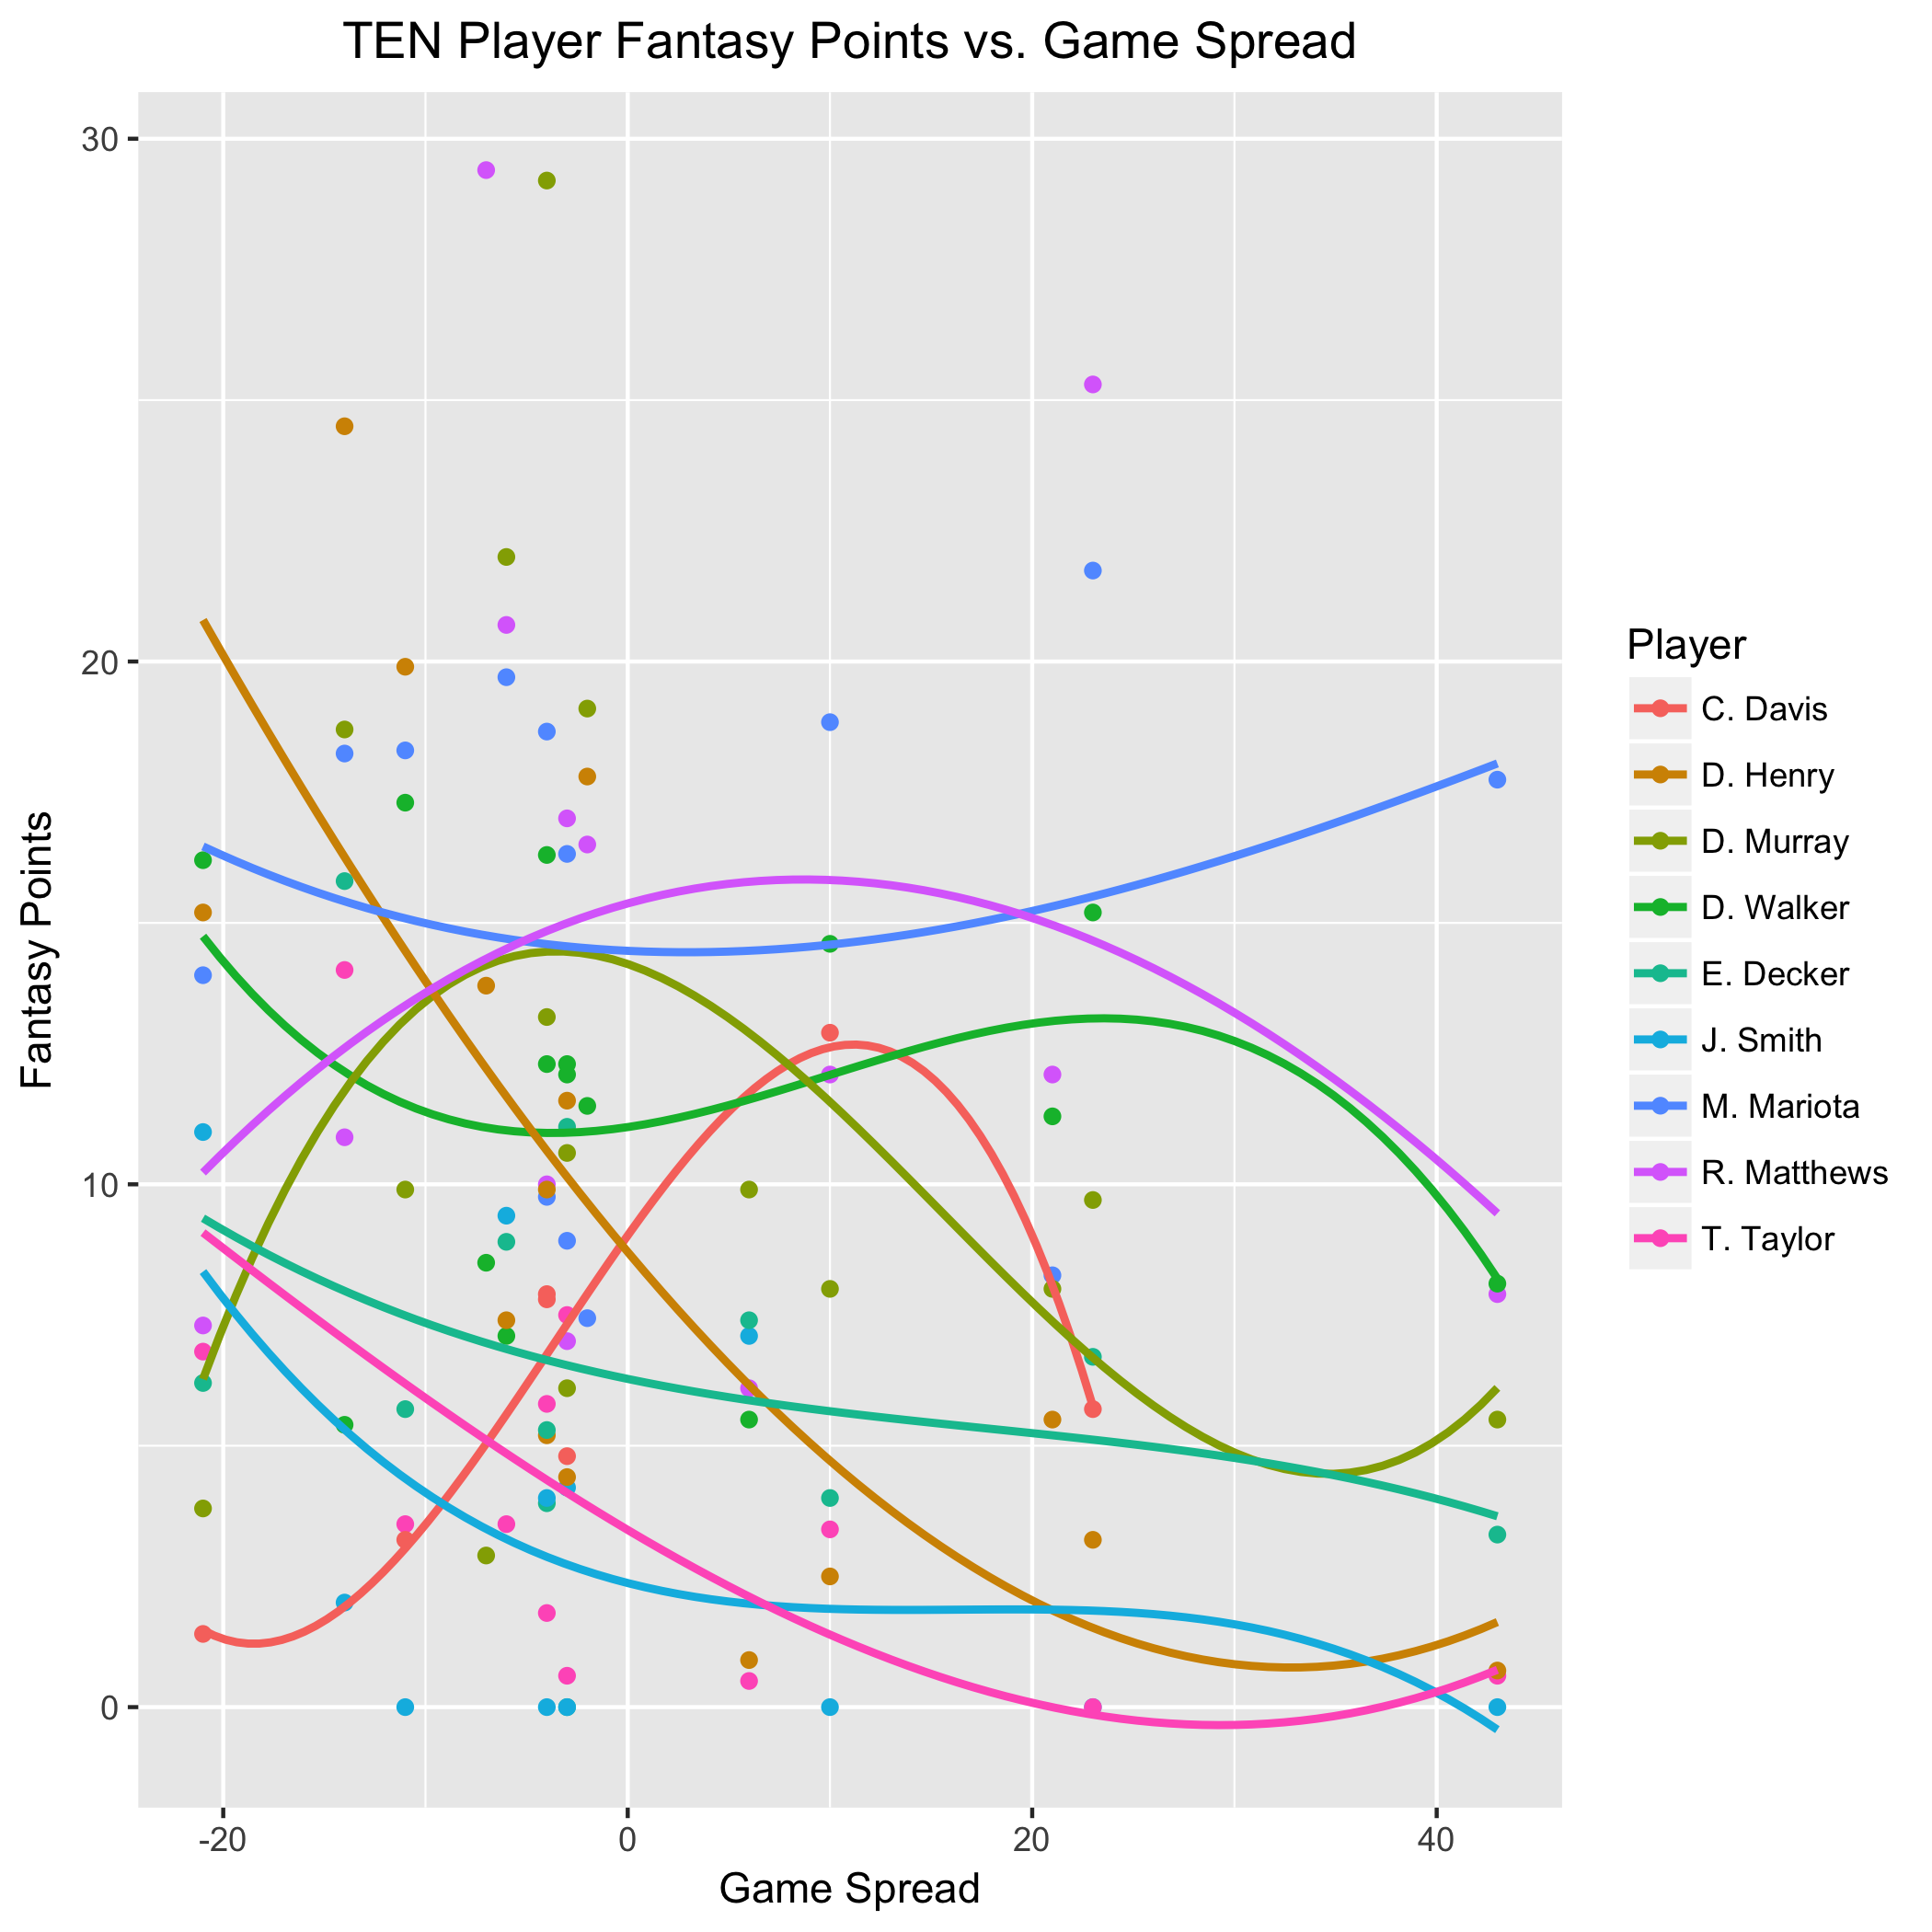 TEN Player Fantasy Points vs. Game Spread
30
20
10
0
Fantasy Points
-20
0
20
40
Game Spread
Player
C. Davis
D. Henry
D. Murray
D. Walker
E. Decker
J. Smith
M. Mariota
R. Matthews
T. Taylor